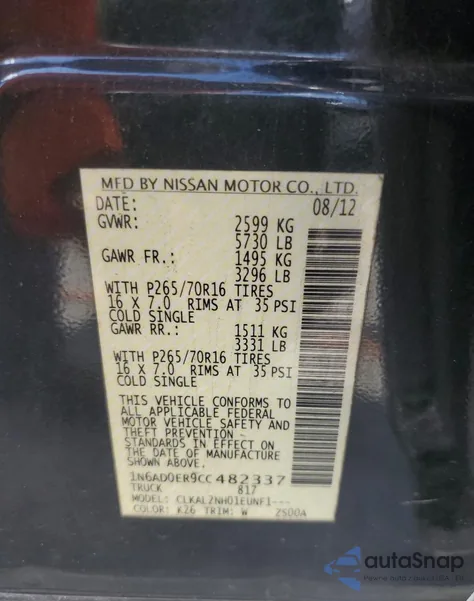 MFD BY NISSAN MOTOR CO., LTD.
DATE: 08/12
GVWR: 2599 KG
5730 LB
GAWR FR.: 1495 KG
3296 LB
WITH P265/70R16 TIRES
16 X 7.0 RIMS AT 35 PSI
COLD SINGLE
GAWR RR.: 1511 KG
3331 LB
WITH P265/70R16 TIRES
16 X 7.0 RIMS AT 35 PSI
COLD SINGLE
THIS VEHICLE CONFORMS TO
ALL APPLICABLE FEDERAL
MOTOR VEHICLE SAFETY AND
THEFT PREVENTION
STANDARDS IN EFFECT ON
THE DATE OF MANUFACTURE
SHOWN ABOVE.
1N6AD0ER9CC482337
TRUCK 817
MODEL: CLKAL2NH01EUNF1---
COLOR: K26 TRIM: W 2S00A
autoSnap